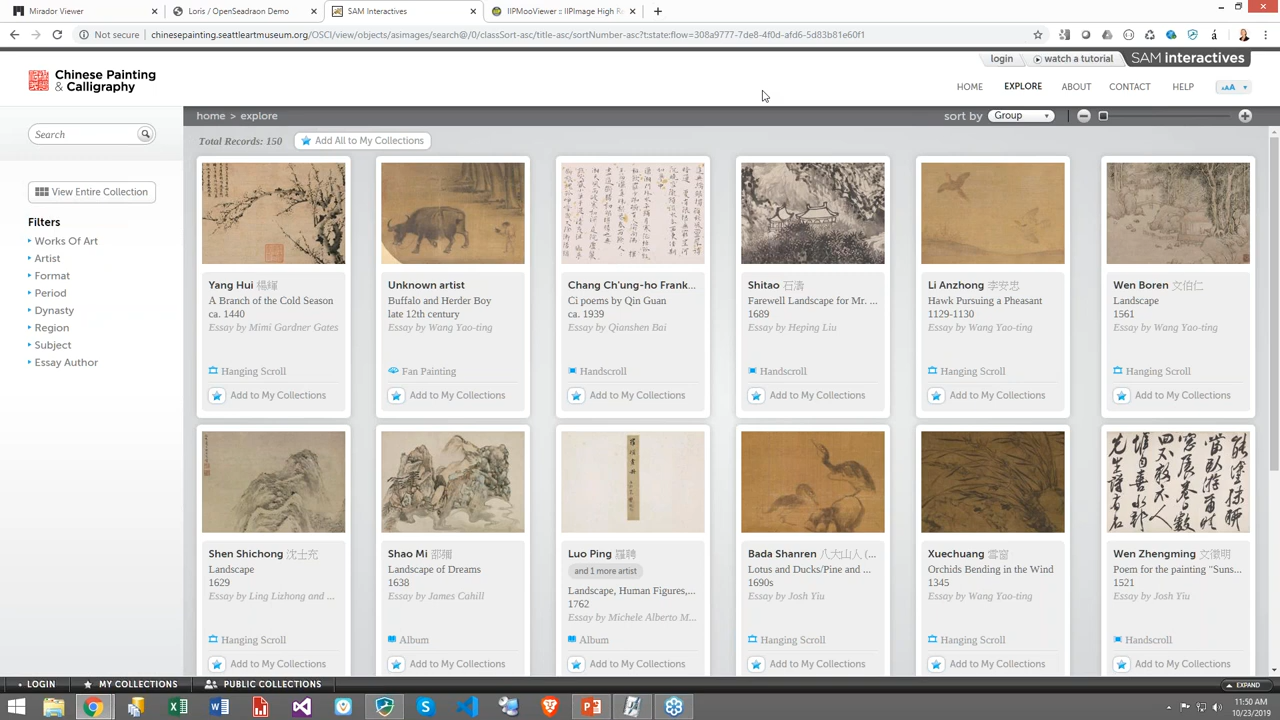 Mirador Viewer
Loris / OpenSeadraon Demo
SAM Interactives
IIPMooViewer :: IIPImage High R
Not secure
chinesepainting.seattleartmuseum.org/OSCI/view/objects/asimages/search@/0/classSort-asc/title-asc/sortNumber-asc?t:state:flow=308a9777-7de8-4f0d-afd6-5d83b81e60f1
login
watch a tutorial
SAM interactives
Chinese Painting
& Calligraphy
HOME
EXPLORE
ABOUT
CONTACT
HELP
AAA
home > explore
sort by
Group
Search
Total Records: 150
Add All to My Collections
View Entire Collection
Filters
Works Of Art
Artist
Format
Period
Dynasty
Region
Subject
Essay Author
Yang Hui 楊輝
A Branch of the Cold Season
ca. 1440
Essay by Mimi Gardner Gates
Hanging Scroll
Add to My Collections
Unknown artist
Buffalo and Herder Boy
late 12th century
Essay by Wang Yao-ting
Fan Painting
Add to My Collections
Chang Ch'ung-ho Frank...
Ci poems by Qin Guan
ca. 1939
Essay by Qianshen Bai
Handscroll
Add to My Collections
Shitao 石濤
Farewell Landscape for Mr. ...
1689
Essay by Heping Liu
Handscroll
Add to My Collections
Li Anzhong 李安忠
Hawk Pursuing a Pheasant
1129-1130
Essay by Wang Yao-ting
Hanging Scroll
Add to My Collections
Wen Boren 文伯仁
Landscape
1561
Essay by Wang Yao-ting
Hanging Scroll
Add to My Collections
Shen Shichong 沈士充
Landscape
1629
Essay by Ling Lizhong and ...
Hanging Scroll
Add to My Collections
Shao Mi 邵彌
Landscape of Dreams
1638
Essay by James Cahill
Album
Add to My Collections
Luo Ping 羅聘
and 1 more artist
Landscape, Human Figures,...
1762
Essay by Michele Alberto M...
Album
Add to My Collections
Bada Shanren 八大山人 (...
Lotus and Ducks/Pine and ...
1690s
Essay by Josh Yiu
Hanging Scroll
Add to My Collections
Xuechuang 雪窗
Orchids Bending in the Wind
1345
Essay by Wang Yao-ting
Hanging Scroll
Add to My Collections
Wen Zhengming 文徵明
Poem for the painting "Suns...
1521
Essay by Josh Yiu
Handscroll
Add to My Collections
LOGIN
MY COLLECTIONS
PUBLIC COLLECTIONS
EXPAND
11:50 AM
10/23/2019